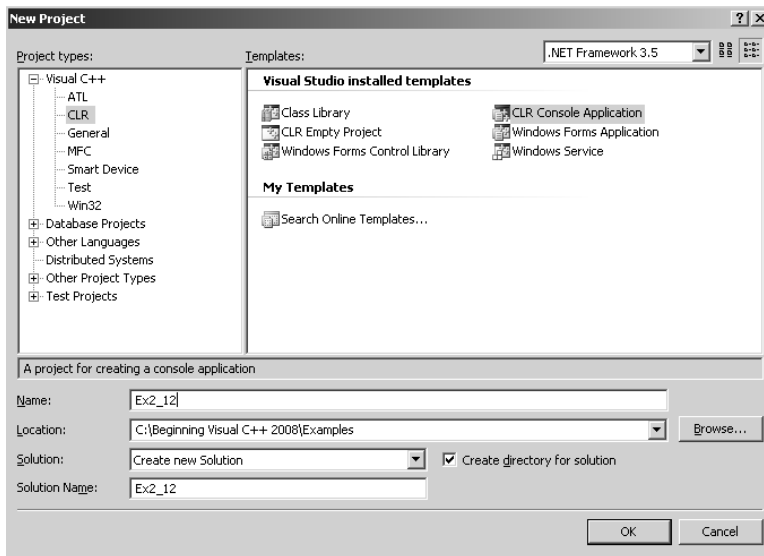 New Project
Project types:
Templates:
.NET Framework 3.5
Visual C++
ATL
CLR
General
MFC
Smart Device
Test
Win32
Database Projects
Other Languages
Distributed Systems
Other Project Types
Test Projects
Visual Studio installed templates
Class Library
CLR Console Application
CLR Empty Project
Windows Forms Application
Windows Forms Control Library
Windows Service
My Templates
Search Online Templates...
A project for creating a console application
Name:
Ex2_12
Location:
C:\Beginning Visual C++ 2008\Examples
Browse...
Solution:
Create new Solution
Create directory for solution
Solution Name:
Ex2_12
OK
Cancel